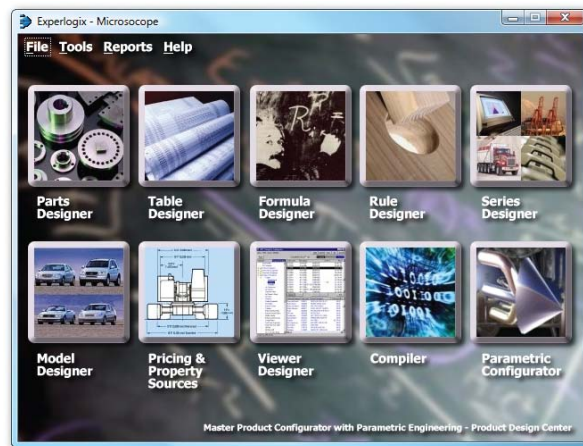 Experlogix - Microsocope
File Tools Reports Help
Parts
Designer
Table
Designer
Formula
Designer
Rule
Designer
Series
Designer
Model
Designer
Pricing &
Property
Sources
Viewer
Designer
Compiler
Parametric
Configurator
Master Product Configurator with Parametric Engineering - Product Design Center